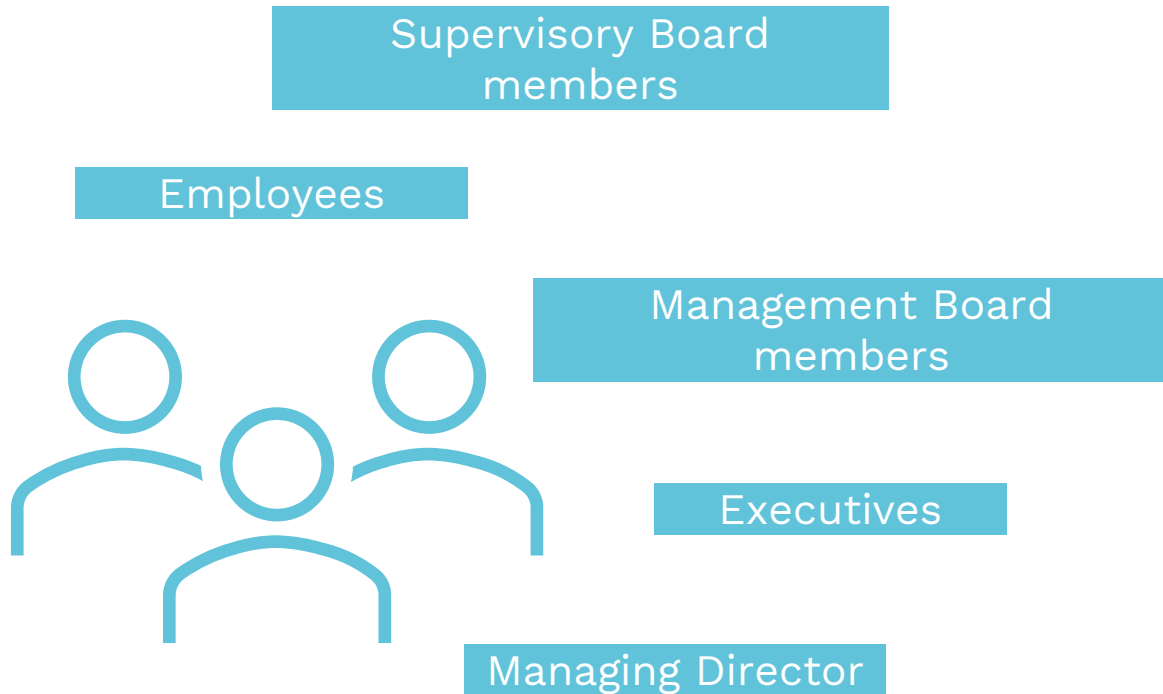 Supervisory Board
members
Employees
Management Board
members
Executives
Managing Director